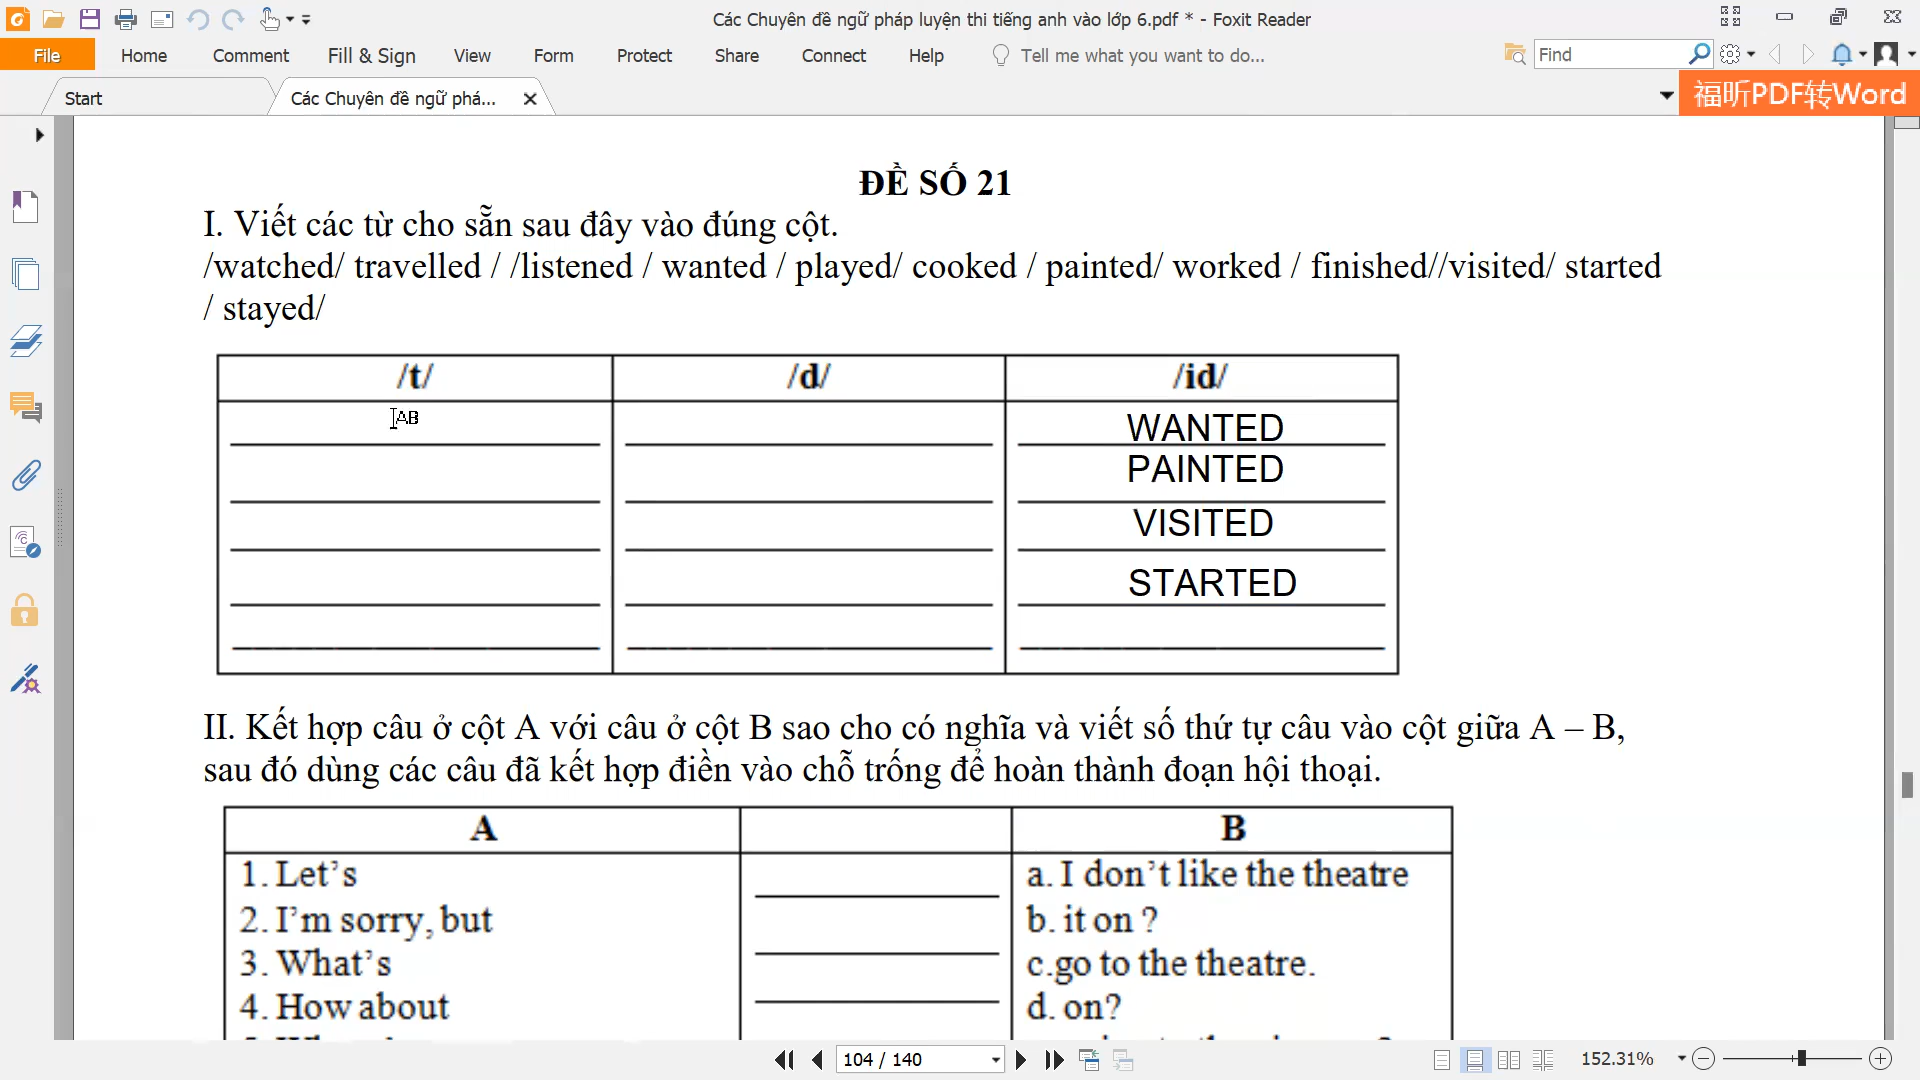 Các Chuyên đề ngữ pháp luyện thi tiếng anh vào lớp 6.pdf * - Foxit Reader
File Home Comment Fill & Sign View Form Protect Share Connect Help Tell me what you want to do... Find
Start Các Chuyên đề ngữ phá... 福昕PDF转Word
ĐỀ SỐ 21
I. Viết các từ cho sẵn sau đây vào đúng cột.
/watched/ travelled / /listened / wanted / played/ cooked / painted/ worked / finished//visited/ started
/ stayed/
/t/ /d/ /id/
AB
WANTED
PAINTED
VISITED
STARTED
II. Kết hợp câu ở cột A với câu ở cột B sao cho có nghĩa và viết số thứ tự câu vào cột giữa A – B,
sau đó dùng các câu đã kết hợp điền vào chỗ trống để hoàn thành đoạn hội thoại.
A B
1. Let's a. I don't like the theatre
2. I'm sorry, but b. it on ?
3. What's c.go to the theatre.
4. How about d. on?
104 / 140 152.31%